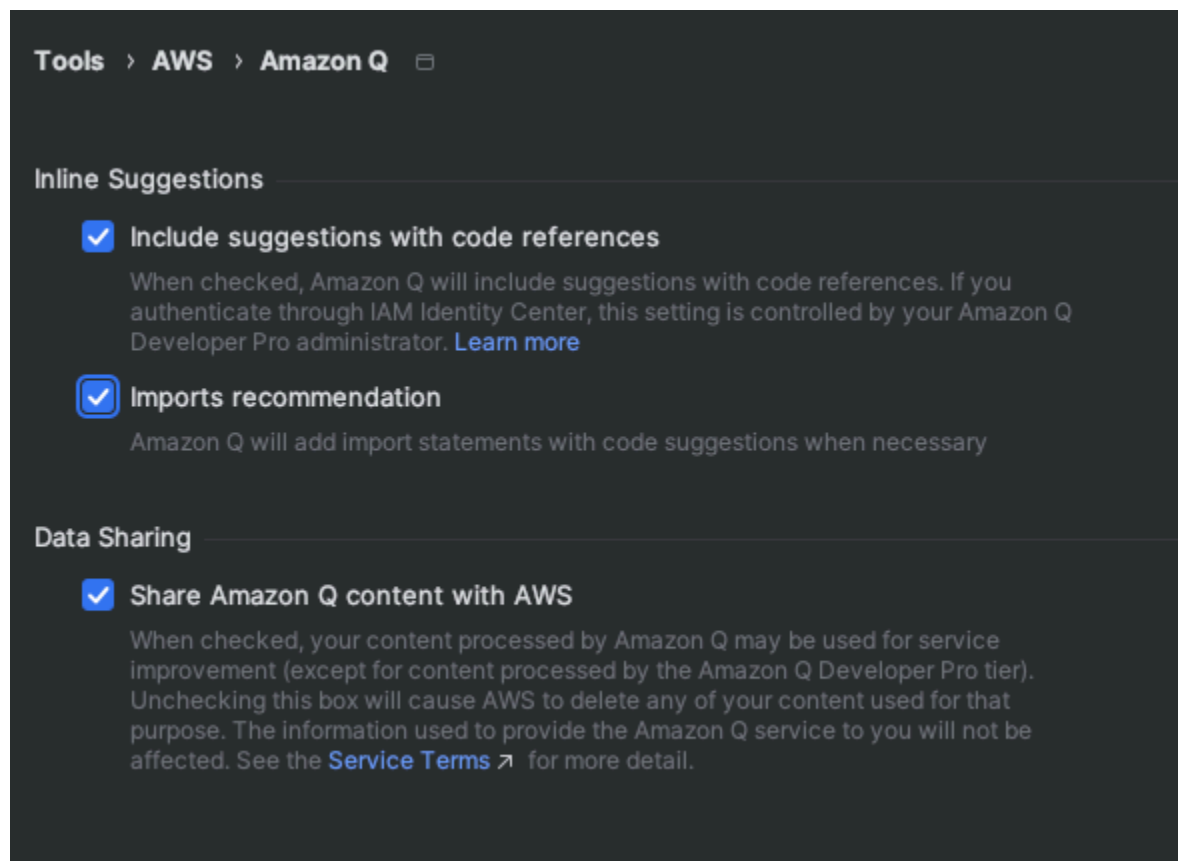 Tools › AWS › Amazon Q
Inline Suggestions
Include suggestions with code references
When checked, Amazon Q will include suggestions with code references. If you
authenticate through IAM Identity Center, this setting is controlled by your Amazon Q
Developer Pro administrator. Learn more
Imports recommendation
Amazon Q will add import statements with code suggestions when necessary
Data Sharing
Share Amazon Q content with AWS
When checked, your content processed by Amazon Q may be used for service
improvement (except for content processed by the Amazon Q Developer Pro tier).
Unchecking this box will cause AWS to delete any of your content used for that
purpose. The information used to provide the Amazon Q service to you will not be
affected. See the Service Terms ↗ for more detail.